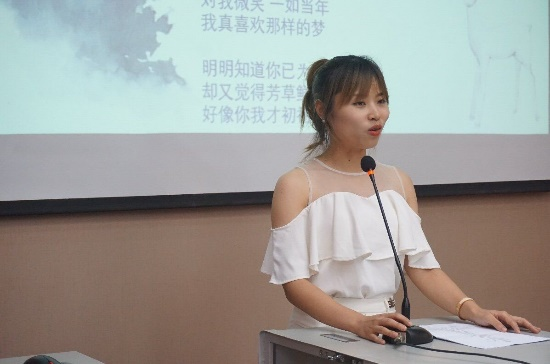 对我微笑 一如当年
我真喜欢那样的梦
明明知道你已为
却又觉得芳草
好像你我才初